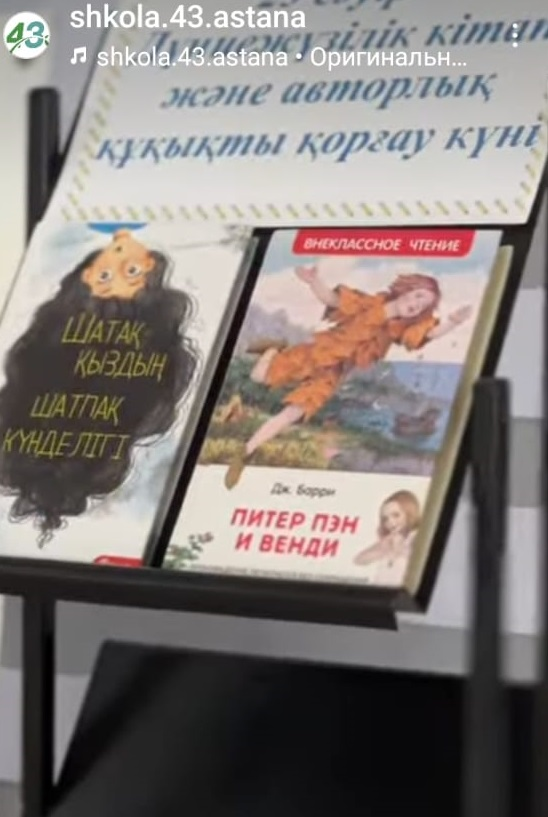 43
shkola.43.astana
shkola.43.astana • Оригинальн...
кітап
және авторлық
құқықты қорғау күні
ШАТАҚ
ҚЫЗДЫҢ
ШАТПАҚ
КҮНДЕЛІГІ
ВНЕКЛАССНОЕ ЧТЕНИЕ
Дж. Барри
ПИТЕР ПЭН
И ВЕНДИ